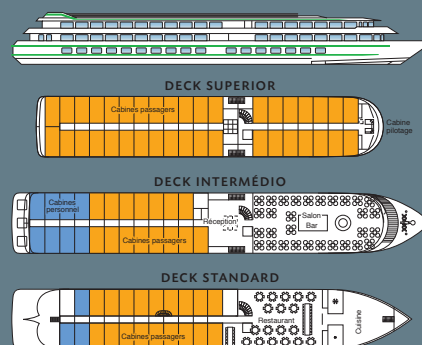 DECK SUPERIOR
Cabines passagers
Cabine
pilotage
DECK INTERMÉDIO
Cabines
personnel
Réception
Salon
Bar
Cabines passagers
DECK STANDARD
Restaurant
Cuisine
Cabines passagers